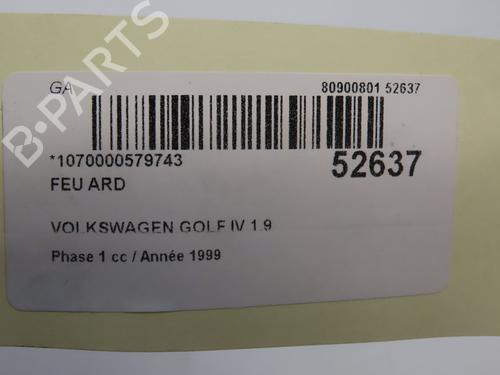 GA 80900801 52637
*1070000579743 52637
FEU ARD
VOLKSWAGEN GOLF IV 1.9
Phase 1 cc / Année 1999
B-PARTS